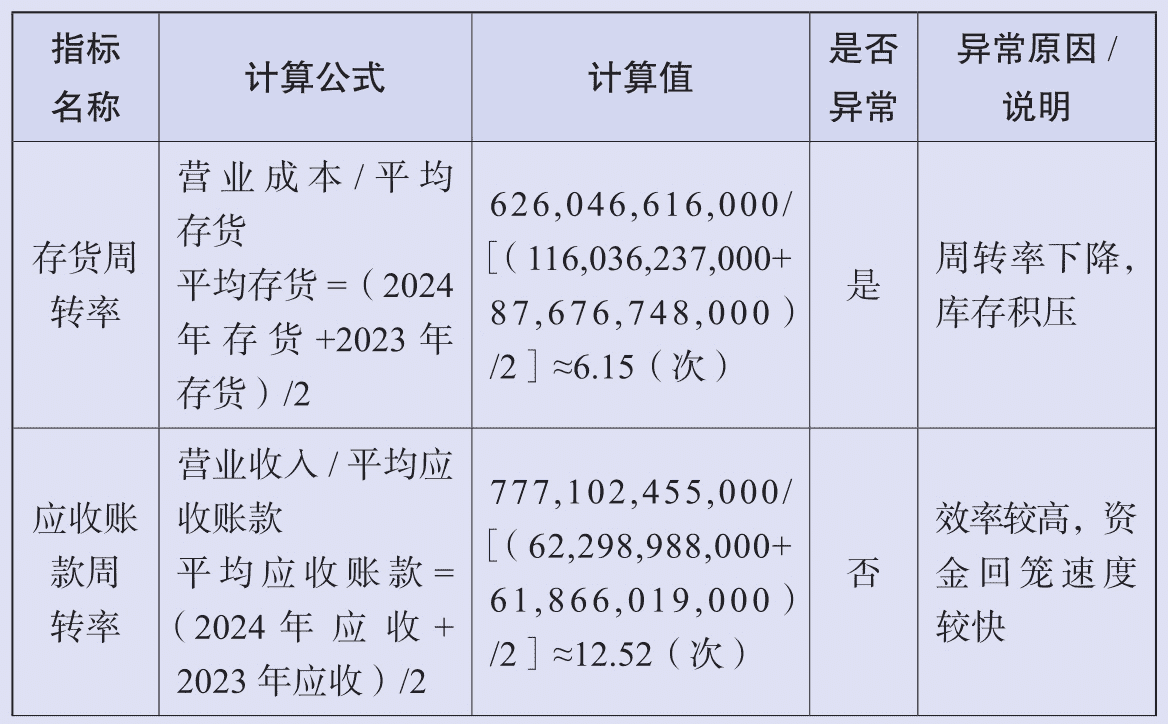 指标
名称
计算公式
计算值
是否
异常
异常原因 /
说明
存货周
转率
营业成本 / 平均
存货
平均存货 =（2024
年存货 +2023 年
存货）/2
626,046,616,000/
[（116,036,237,000+
87,676,748,000）
/2 ] ≈6.15（次）
是
周转率下降，
库存积压
应收账
款周
转率
营业收入 / 平均应
收账款
平均应收账款 =
（2024 年应收 +
2023 年应收）/2
777,102,455,000/
[（62,298,988,000+
61,866,019,000）
/2 ] ≈12.52（次）
否
效率较高，资
金回笼速度
较快